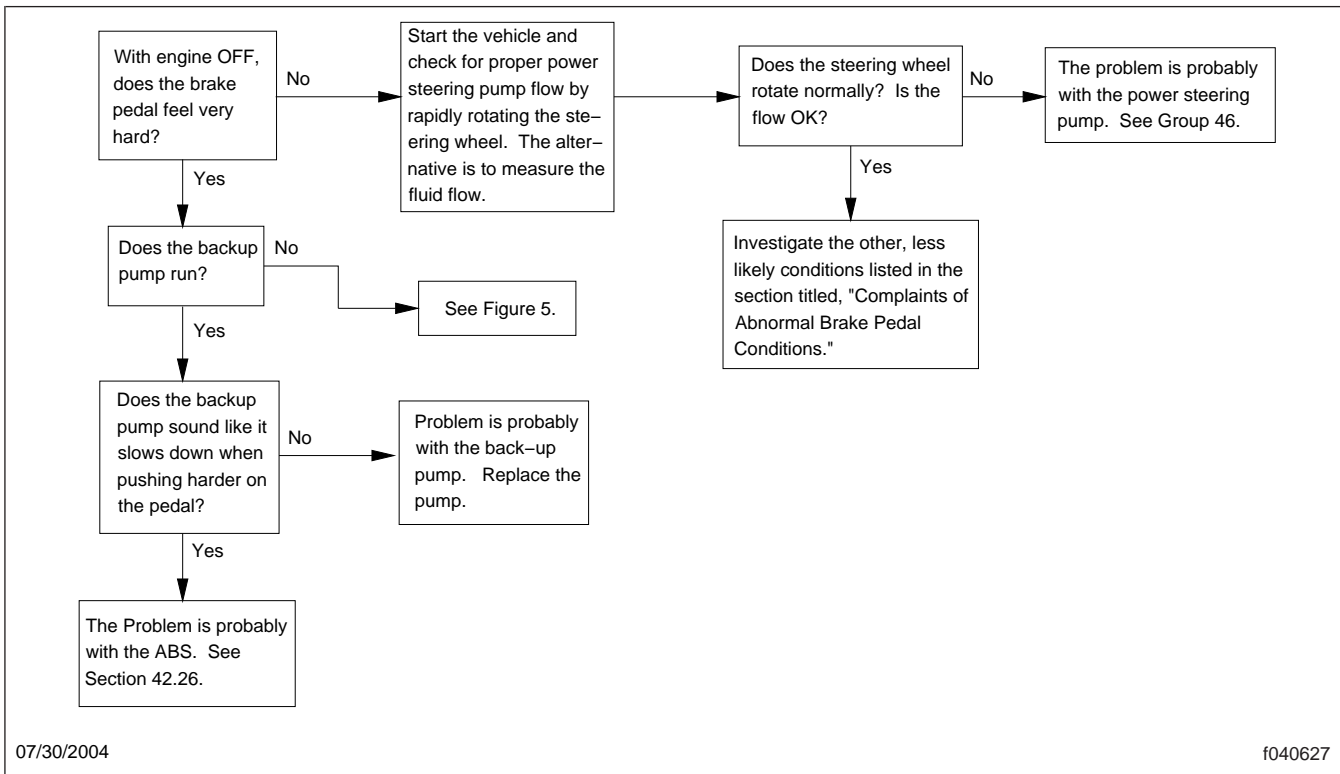 With engine OFF,
does the brake
pedal feel very
hard?
No
Start the vehicle and
check for proper power
steering pump flow by
rapidly rotating the ste–
ering wheel. The alter–
native is to measure the
fluid flow.
Does the steering wheel
rotate normally? Is the
flow OK?
No
The problem is probably
with the power steering
pump. See Group 46.
Yes
Yes
Does the backup
pump run?
No
See Figure 5.
Investigate the other, less
likely conditions listed in the
section titled, "Complaints of
Abnormal Brake Pedal
Conditions."
Yes
Does the backup
pump sound like it
slows down when
pushing harder on
the pedal?
No
Problem is probably
with the back–up
pump. Replace the
pump.
Yes
The Problem is probably
with the ABS. See
Section 42.26.
07/30/2004
f040627